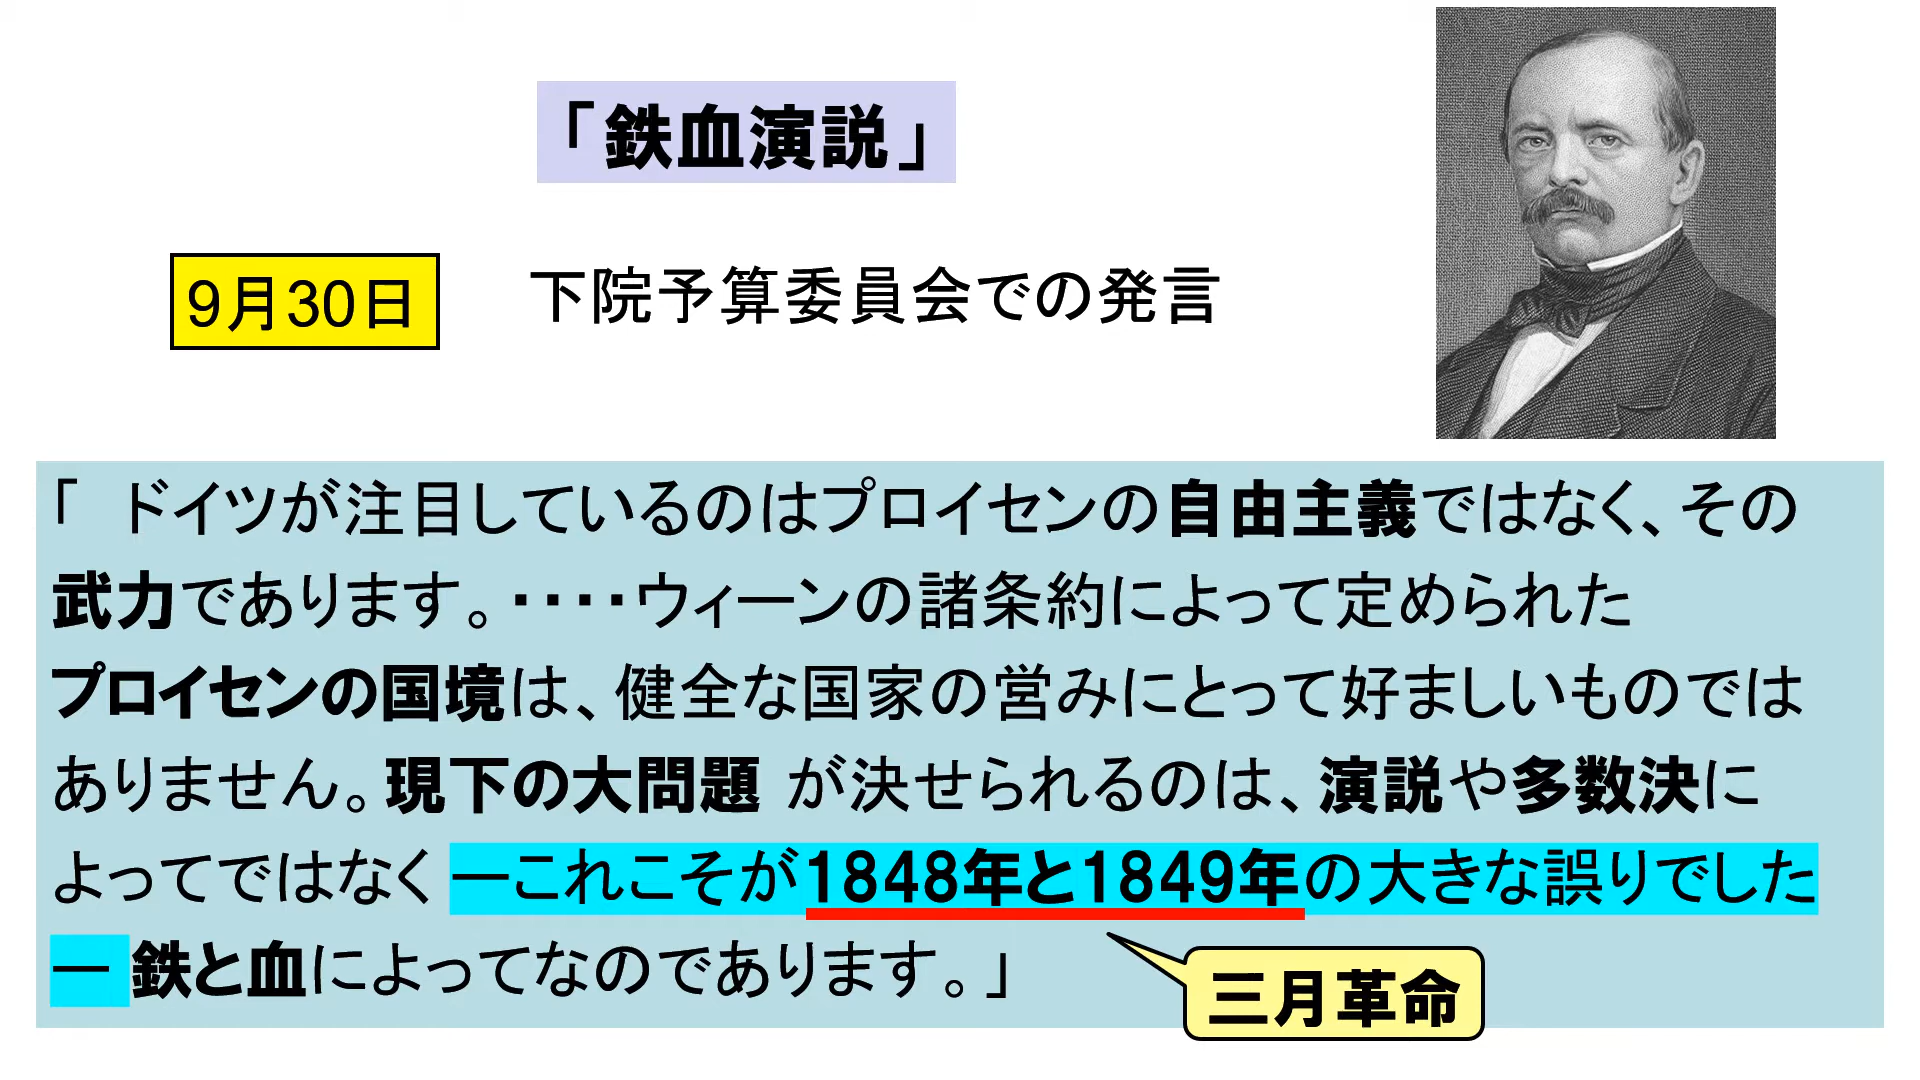 「鉄血演説」
9月30日
下院予算委員会での発言
「　ドイツが注目しているのはプロイセンの自由主義ではなく、その
武力であります。・・・・ウィーンの諸条約によって定められた
プロイセンの国境は、健全な国家の営みにとって好ましいものでは
ありません。現下の大問題 が決せられるのは、演説や多数決に
よってではなく ―これこそが1848年と1849年の大きな誤りでした
― 鉄と血によってなのであります。」
三月革命